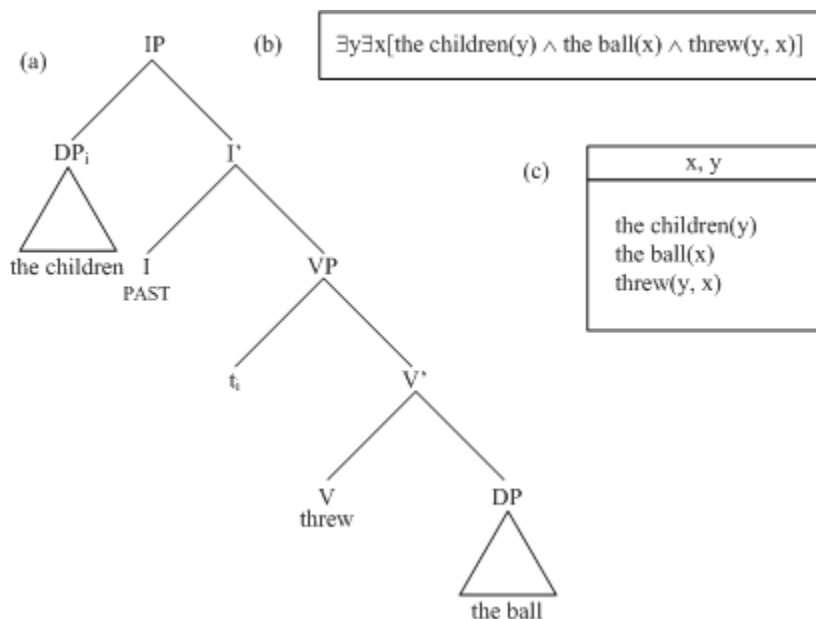 (a)
IP
(b)
∃y∃x[the children(y) ∧ the ball(x) ∧ threw(y, x)]
DPi
I'
(c)
x, y
the children(y)
the ball(x)
threw(y, x)
the children
I
PAST
VP
ti
V'
V
threw
DP
the ball